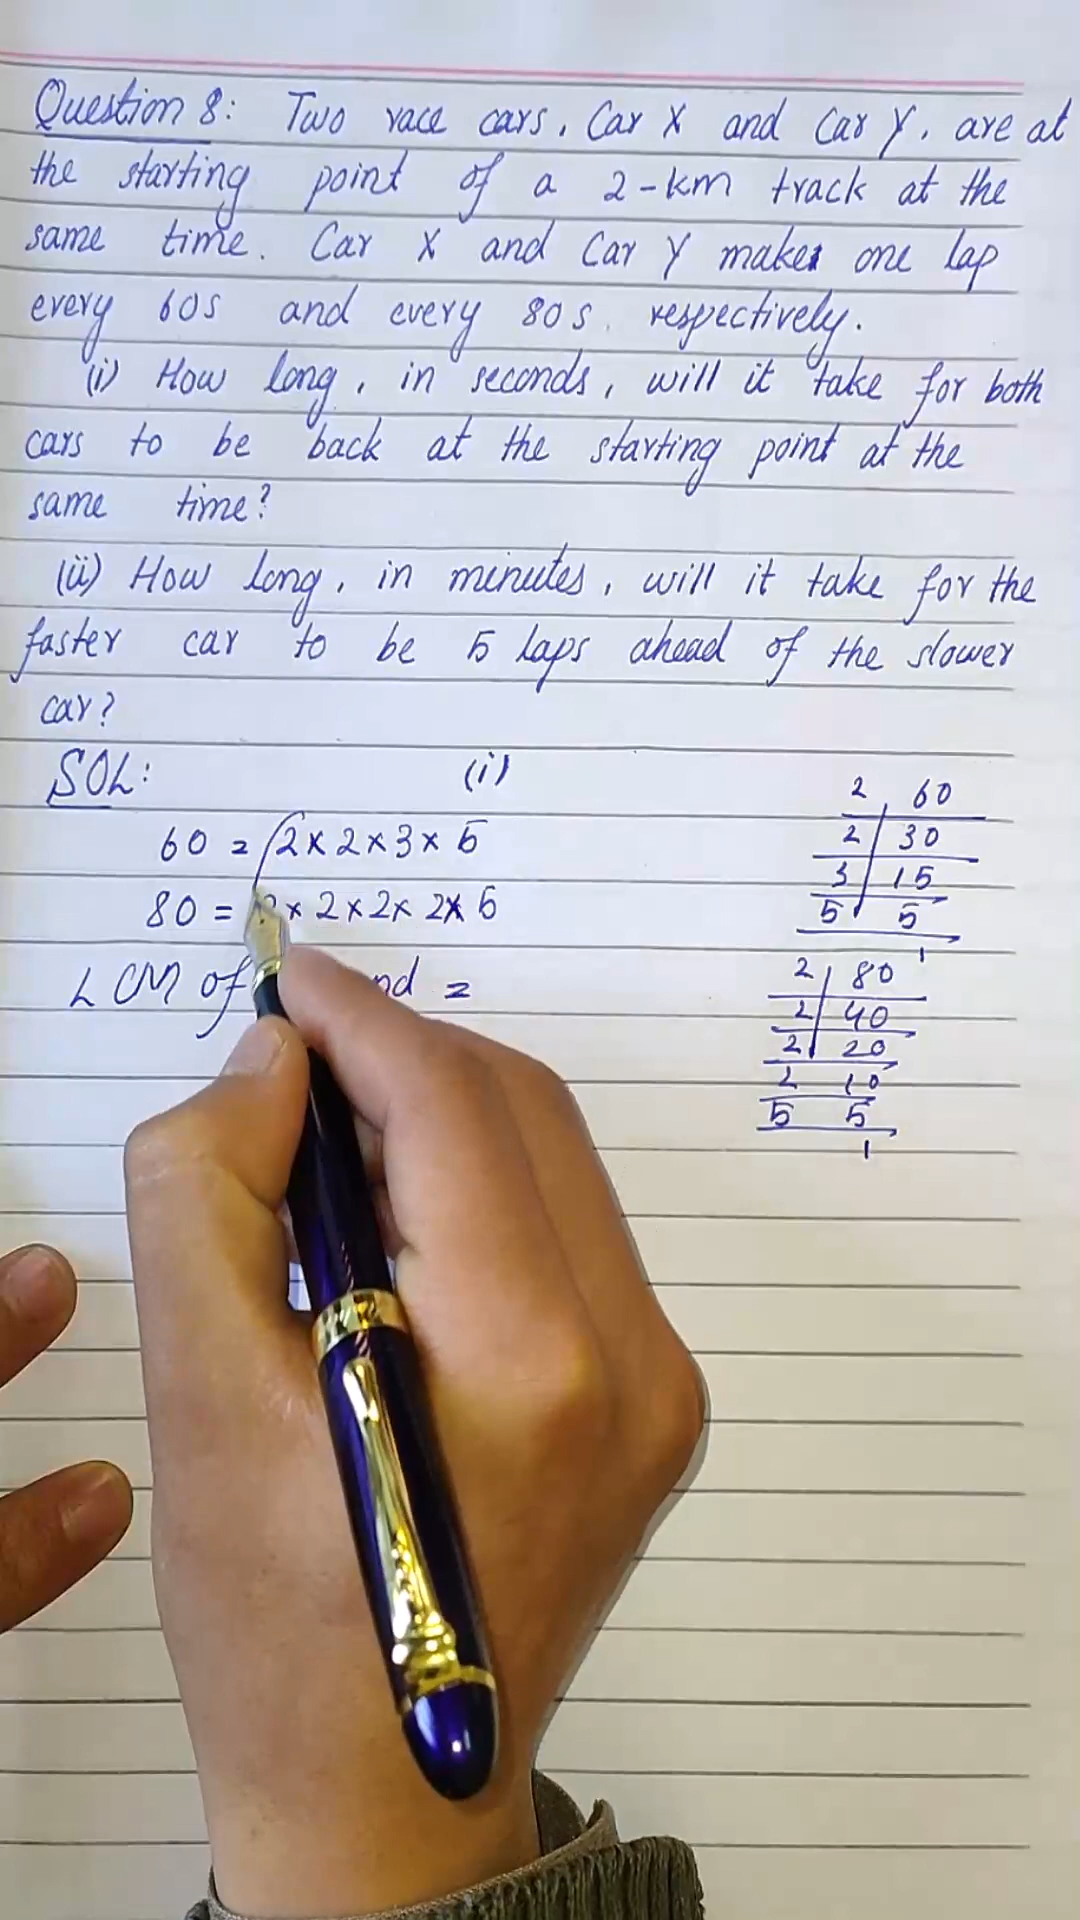 Question 8: Two race cars, Car X and Car Y, are at
the starting point of a 2-km track at the
same time. Car X and Car Y makes one lap
every 60s and every 80s, respectively.
(i) How long, in seconds, will it take for both
cars to be back at the starting point at the
same time?
(ii) How long, in minutes, will it take for the
faster car to be 5 laps ahead of the slower
car?
SOL: (i)
60 = 2 × 2 × 3 × 5
80 = 2 × 2 × 2 × 2 × 5
LCM of nd =
2 60
2 30
3 15
5 5
1
2 80
2 40
2 20
2 10
5 5
1